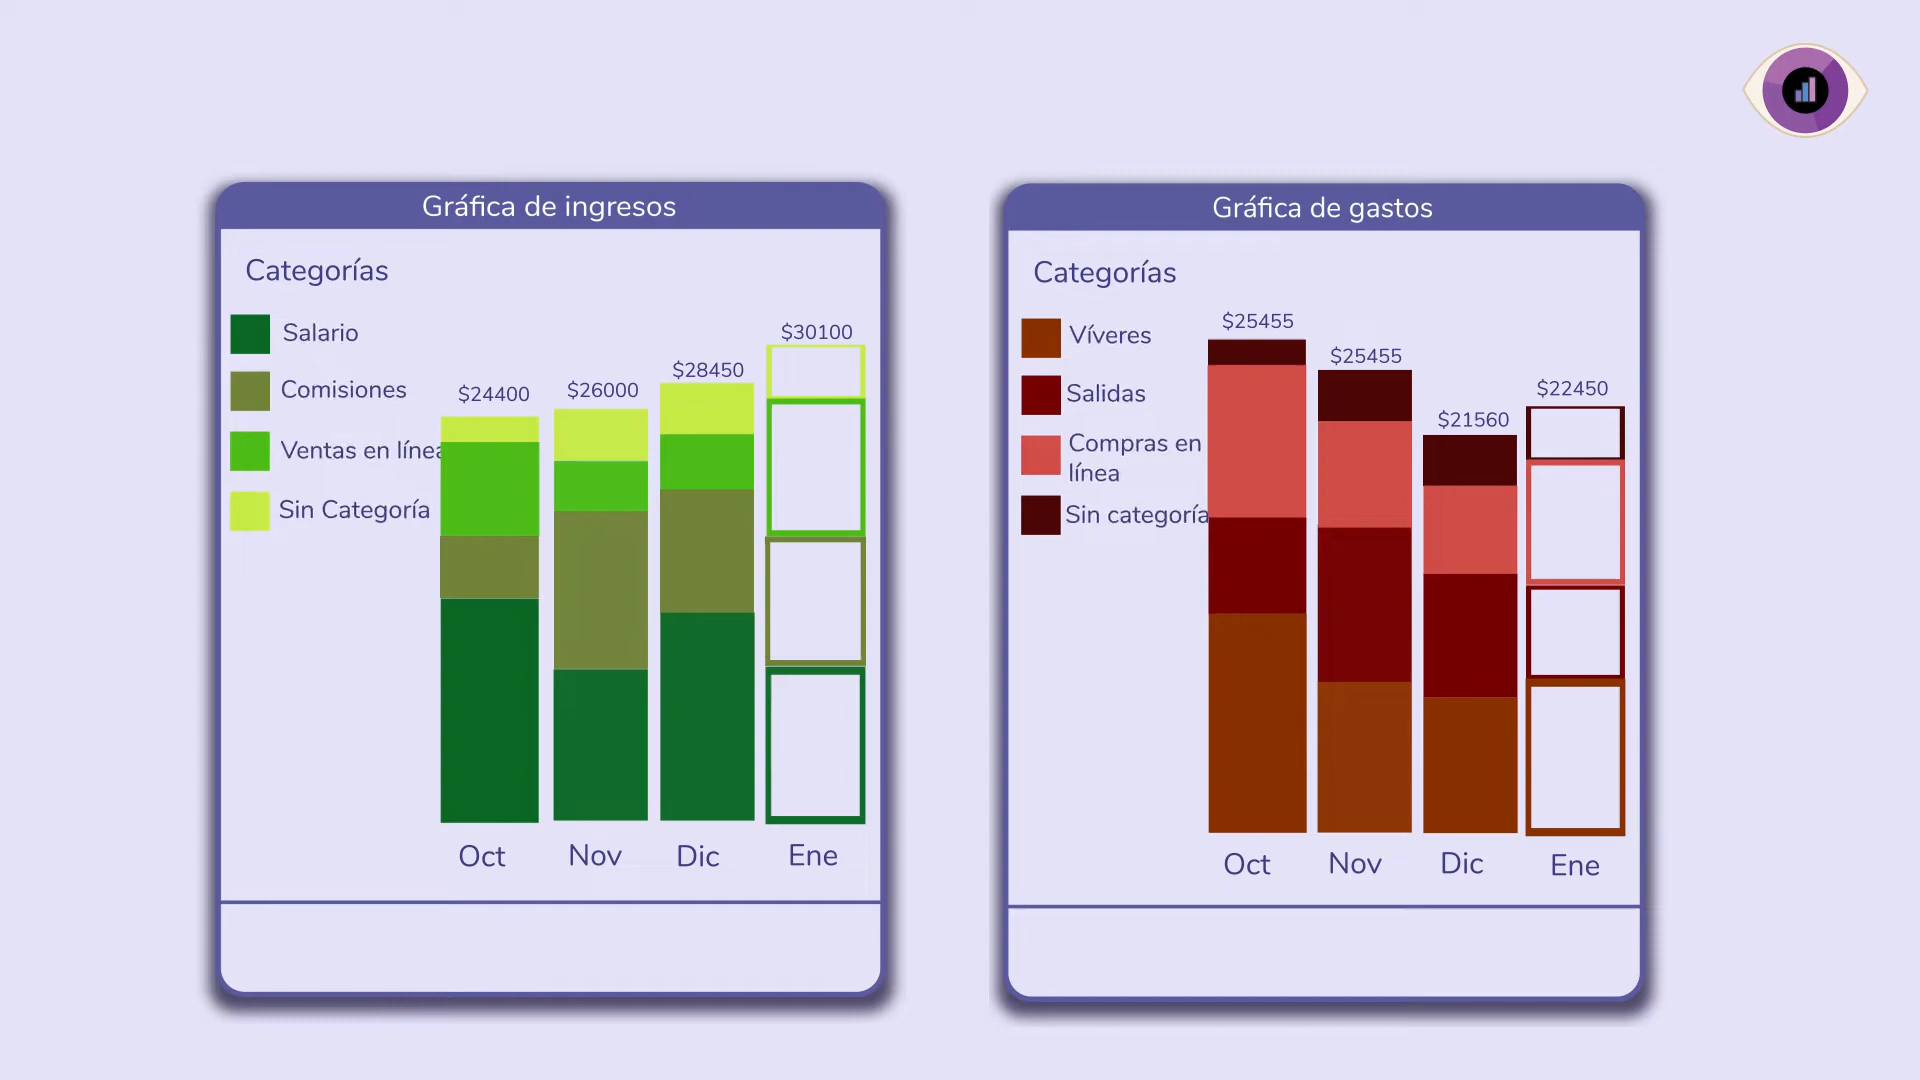 Gráfica de ingresos
Categorías
Salario
Comisiones
Ventas en línea
Sin Categoría
$24400
$26000
$28450
$30100
Oct
Nov
Dic
Ene
Gráfica de gastos
Categorías
Víveres
Salidas
Compras en
línea
Sin categoría
$25455
$25455
$21560
$22450
Oct
Nov
Dic
Ene